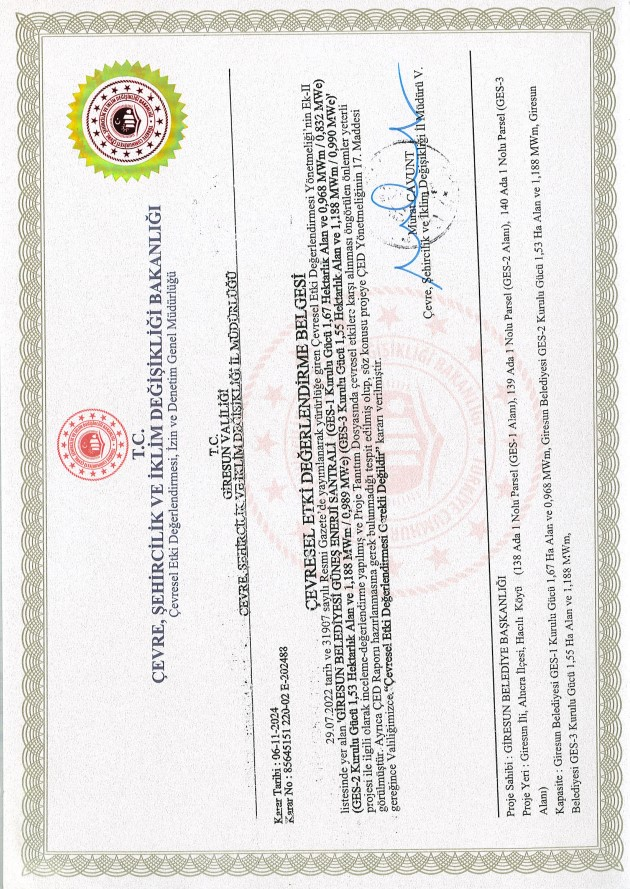 T.C.
ÇEVRE, ŞEHİRCİLİK VE İKLİM DEĞİŞİKLİĞİ BAKANLIĞI
Çevresel Etki Değerlendirmesi, İzin ve Denetim Genel Müdürlüğü
T.C.
GİRESUN VALİLİĞİ
ÇEVRE, ŞEHİRCİLİK VE İKLİM DEĞİŞİKLİĞİ İL MÜDÜRLÜĞÜ
Karar Tarihi : 06-11-2024
Karar No : 85645151 220-02 E-202488
ÇEVRESEL ETKİ DEĞERLENDİRME BELGESİ
29.07.2022 tarih ve 31907 sayılı Resmi Gazete'de yayımlanarak yürürlüğe giren Çevresel Etki Değerlendirmesi Yönetmeliği'nin Ek-II
listesinde yer alan 'GİRESUN BELEDİYESİ GÜNEŞ ENERJİ SANTRALİ (GES-1 Kurulu Gücü 1,67 Hektarlık Alan ve 0,968 MWm / 0,832 MWe)
(GES-2 Kurulu Gücü 1,53 Hektarlık Alan ve 1,188 MWm / 0,989 MWe) (GES-3 Kurulu Gücü 1,55 Hektarlık Alan ve 1,188 MWm / 0,990 MWe)'
projesi ile ilgili olarak inceleme-değerlendirme yapılmış ve Proje Tanıtım Dosyasında çevresel etkilere karşı alınması öngörülen önlemler yeterli
görülmüştür. Ayrıca ÇED Raporu hazırlanmasına gerek bulunmadığı tespit edilmiş olup, söz konusu projeye ÇED Yönetmeliğinin 17. Maddesi
gereğince Valiliğimizce "Çevresel Etki Değerlendirmesi Gerekli Değildir" kararı verilmiştir.
Murat ÇAVUNT
Çevre, Şehircilik ve İklim Değişikliği İl Müdürü V.
Proje Sahibi : GİRESUN BELEDİYE BAŞKANLIĞI
Proje Yeri : Giresun İli, Alucra İlçesi, Hacılı Köyü (138 Ada 1 Nolu Parsel (GES-1 Alanı), 139 Ada 1 Nolu Parsel (GES-2 Alanı), 140 Ada 1 Nolu Parsel (GES-3
Alanı)
Kapasite : Giresun Belediyesi GES-1 Kurulu Gücü 1,67 Ha Alan ve 0,968 MWm, Giresun Belediyesi GES-2 Kurulu Gücü 1,53 Ha Alan ve 1,188 MWm, Giresun
Belediyesi GES-3 Kurulu Gücü 1,55 Ha Alan ve 1,188 MWm,